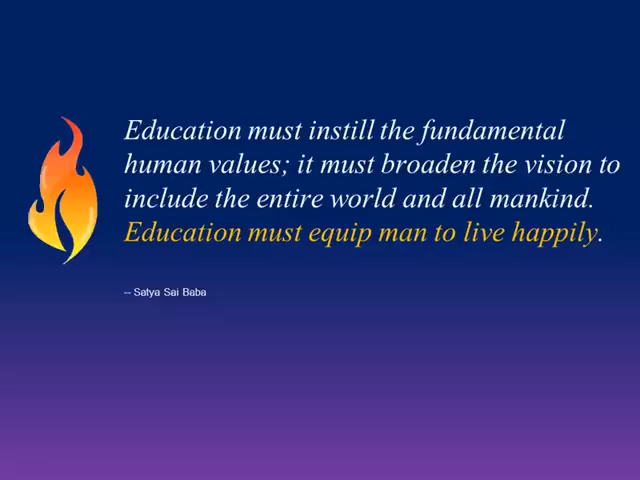 Education must instill the fundamental
human values; it must broaden the vision to
include the entire world and all mankind.
Education must equip man to live happily.
-- Satya Sai Baba